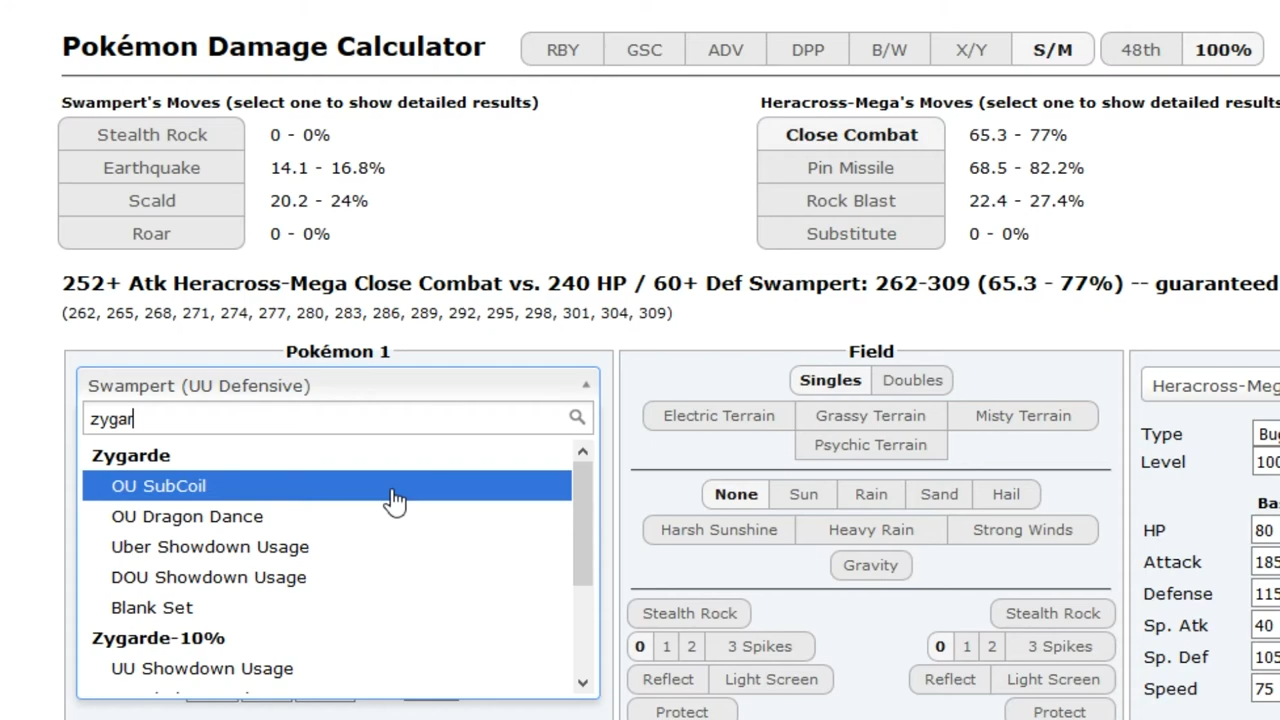 Pokémon Damage Calculator
RBY GSC ADV DPP B/W X/Y S/M 48th 100%
Swampert's Moves (select one to show detailed results)
Stealth Rock 0 - 0%
Earthquake 14.1 - 16.8%
Scald 20.2 - 24%
Roar 0 - 0%
Heracross-Mega's Moves (select one to show detailed results
Close Combat 65.3 - 77%
Pin Missile 68.5 - 82.2%
Rock Blast 22.4 - 27.4%
Substitute 0 - 0%
252+ Atk Heracross-Mega Close Combat vs. 240 HP / 60+ Def Swampert: 262-309 (65.3 - 77%) -- guaranteed
(262, 265, 268, 271, 274, 277, 280, 283, 286, 289, 292, 295, 298, 301, 304, 309)
Pokémon 1
Swampert (UU Defensive)
zygar
Zygarde
OU SubCoil
OU Dragon Dance
Uber Showdown Usage
DOU Showdown Usage
Blank Set
Zygarde-10%
UU Showdown Usage
Field
Singles Doubles
Electric Terrain Grassy Terrain Misty Terrain
Psychic Terrain
None Sun Rain Sand Hail
Harsh Sunshine Heavy Rain Strong Winds
Gravity
Stealth Rock Stealth Rock
0 1 2 3 Spikes 0 1 2 3 Spikes
Reflect Light Screen Reflect Light Screen
Protect Protect
Heracross-Meg
Type Bug
Level 100
Ba
HP 80
Attack 185
Defense 115
Sp. Atk 40
Sp. Def 105
Speed 75